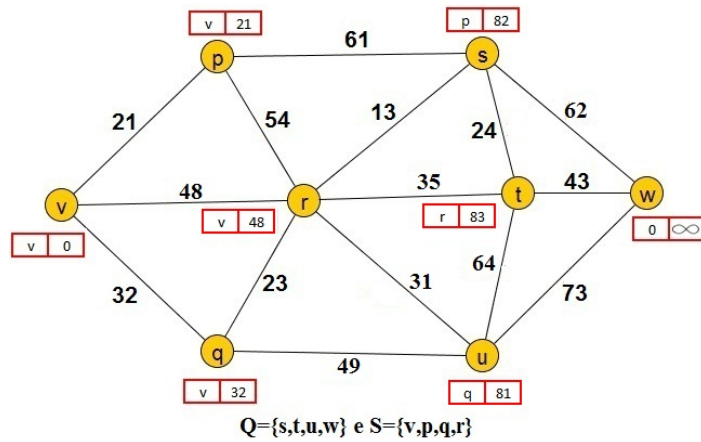 v 21
p 82
p
61
s
21
54
13
24
62
v
48
r
35
t
43
w
v 0
v 48
r 83
0 ∞
32
23
31
64
73
q
49
u
v 32
q 81
Q={s,t,u,w} e S={v,p,q,r}